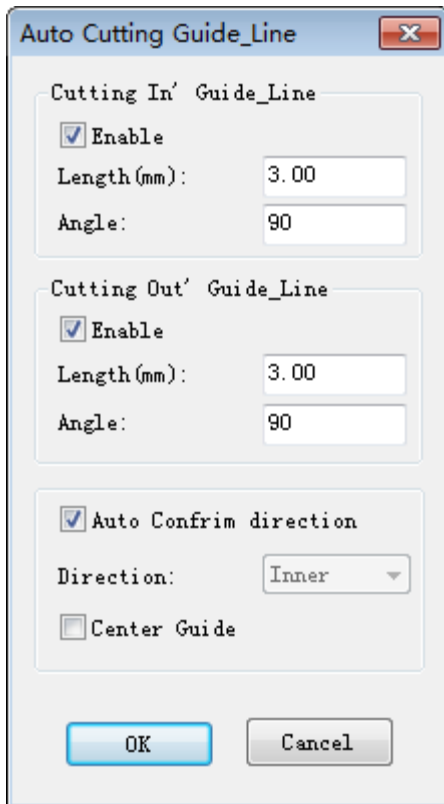 Auto Cutting Guide_Line
Cutting In' Guide_Line
Enable
Length(mm): 3.00
Angle: 90
Cutting Out' Guide_Line
Enable
Length(mm): 3.00
Angle: 90
Auto Confrim direction
Direction: Inner
Center Guide
OK Cancel